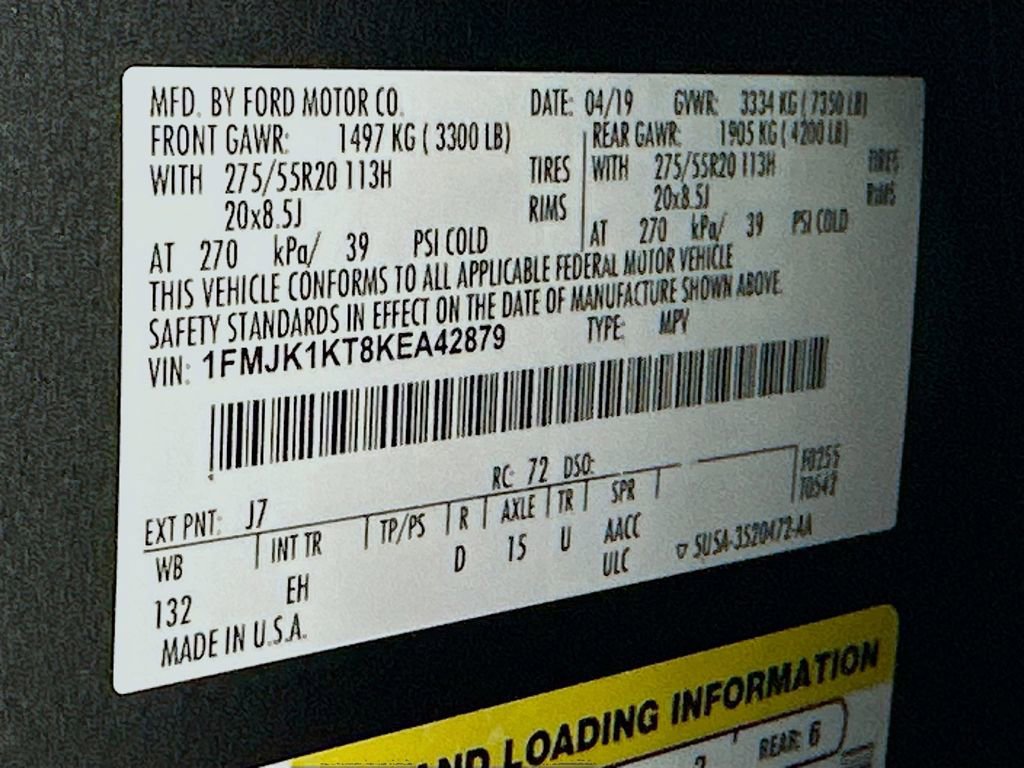 MFD. BY FORD MOTOR CO. DATE: 04/19 GVWR: 3334 KG ( 7350 LB)
FRONT GAWR: 1497 KG ( 3300 LB) REAR GAWR: 1905 KG ( 4200 LB)
WITH 275/55R20 113H TIRES WITH 275/55R20 113H TIRES
20x8.5J RIMS 20x8.5J RIMS
AT 270 kPa/ 39 PSI COLD AT 270 kPa/ 39 PSI COLD
THIS VEHICLE CONFORMS TO ALL APPLICABLE FEDERAL MOTOR VEHICLE
SAFETY STANDARDS IN EFFECT ON THE DATE OF MANUFACTURE SHOWN ABOVE.
VIN: 1FMJK1KT8KEA42879 TYPE: MPV
RC: 72 DSO:
EXT PNT: J7
WB INT TR TP/PS R AXLE TR SPR
132 EH D 15 U AACC
ULC
MADE IN U.S.A.
ND LOADING INFORMATION
REAR: 6